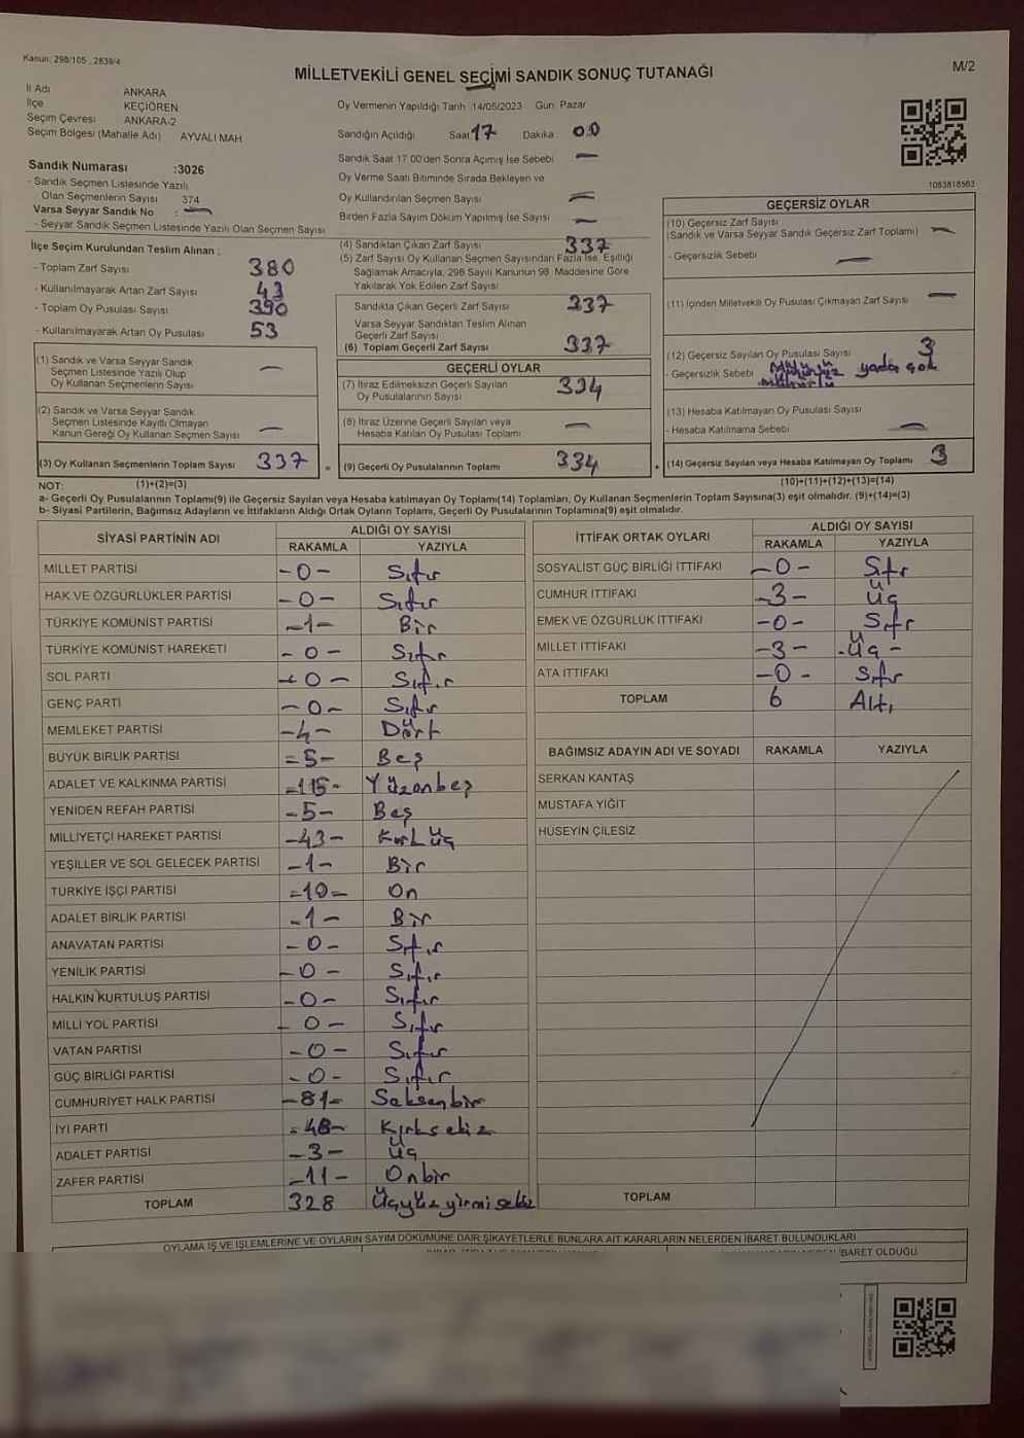 Kanun: 298/105 , 2839/4
MİLLETVEKİLİ GENEL SEÇİMİ SANDIK SONUÇ TUTANAĞI
M/2
İl Adı ANKARA
İlçe KEÇİÖREN
Seçim Çevresi ANKARA-2
Seçim Bölgesi (Mahalle Adı) AYVALI MAH
Oy Vermenin Yapıldığı Tarih :14/05/2023 Gün: Pazar
Sandığın Açıldığı Saat 17 Dakika: 00
Sandık Saat 17:00'den Sonra Açımış İse Sebebi —
Oy Verme Saati Bitiminde Sırada Bekleyen ve
Oy Kullandırılan Seçmen Sayısı —
Birden Fazla Sayım Döküm Yapılmış İse Sayısı —
Sandık Numarası :3026
- Sandık Seçmen Listesinde Yazılı
Olan Seçmenlerin Sayısı 374
Varsa Seyyar Sandık No : —
- Seyyar Sandık Seçmen Listesinde Yazılı Olan Seçmen Sayısı
İlçe Seçim Kurulundan Teslim Alınan :
- Toplam Zarf Sayısı 380
- Kullanılmayarak Artan Zarf Sayısı 43
- Toplam Oy Pusulası Sayısı 390
- Kullanılmayarak Artan Oy Pusulası 53
(1) Sandık ve Varsa Seyyar Sandık
Seçmen Listesinde Yazılı Olup
Oy Kullanan Seçmenlerin Sayısı —
(2) Sandık ve Varsa Seyyar Sandık
Seçmen Listesinde Kayıtlı Olmayan
Kanun Gereği Oy Kullanan Seçmen Sayısı —
(3) Oy Kullanan Seçmenlerin Toplam Sayısı 337
(4) Sandıktan Çıkan Zarf Sayısı 337
(5) Zarf Sayısı Oy Kullanan Seçmen Sayısından Fazla İse, Eşitliği
Sağlamak Amacıyla, 298 Sayılı Kanunun 98. Maddesine Göre
Yakılarak Yok Edilen Zarf Sayısı
Sandıkta Çıkan Geçerli Zarf Sayısı 337
Varsa Seyyar Sandıktan Teslim Alınan
Geçerli Zarf Sayısı
(6) Toplam Geçerli Zarf Sayısı 337
GEÇERLİ OYLAR
(7) İtiraz Edilmeksizin Geçerli Sayılan
Oy Pusulalarının Sayısı 334
(8) İtiraz Üzerine Geçerli Sayılan veya
Hesaba Katılan Oy Pusulası Toplamı —
(9) Geçerli Oy Pusulalarının Toplamı 334
1083818563
GEÇERSİZ OYLAR
(10) Geçersiz Zarf Sayısı
(Sandık ve Varsa Seyyar Sandık Geçersiz Zarf Toplamı) —
- Geçersizlik Sebebi —
(11) İçinden Milletvekili Oy Pusulası Çıkmayan Zarf Sayısı —
(12) Geçersiz Sayılan Oy Pusulası Sayısı 3
- Geçersizlik Sebebi yada çok
(13) Hesaba Katılmayan Oy Pusulası Sayısı
- Hesaba Katılmama Sebebi —
(14) Geçersiz Sayılan veya Hesaba Katılmayan Oy Toplamı 3
NOT: (1)+(2)=(3)
(10)+(11)+(12)+(13)=(14)
a- Geçerli Oy Pusulalarının Toplamı(9) ile Geçersiz Sayılan veya Hesaba katılmayan Oy Toplamı(14) Toplamları, Oy Kullanan Seçmenlerin Toplam Sayısına(3) eşit olmalıdır. (9)+(14)=(3)
b- Siyasi Partilerin, Bağımsız Adayların ve İttifakların Aldığı Ortak Oyların Toplamı, Geçerli Oy Pusulalarının Toplamına(9) eşit olmalıdır.
SİYASİ PARTİNİN ADI ALDIĞI OY SAYISI
RAKAMLA YAZIYLA
MİLLET PARTİSİ -0- Sıfır
HAK VE ÖZGÜRLÜKLER PARTİSİ -0- Sıfır
TÜRKİYE KOMÜNİST PARTİSİ -1- Bir
TÜRKİYE KOMÜNİST HAREKETİ -0- Sıfır
SOL PARTİ -0- Sıfır
GENÇ PARTİ -0- Sıfır
MEMLEKET PARTİSİ -4- Dört
BÜYÜK BİRLİK PARTİSİ -5- Beş
ADALET VE KALKINMA PARTİSİ -115- Yüzonbeş
YENİDEN REFAH PARTİSİ -5- Beş
MİLLİYETÇİ HAREKET PARTİSİ -43- Kırküç
YEŞİLLER VE SOL GELECEK PARTİSİ -1- Bir
TÜRKİYE İŞÇİ PARTİSİ -10- On
ADALET BİRLİK PARTİSİ -1- Bir
ANAVATAN PARTİSİ -0- Sıfır
YENİLİK PARTİSİ -0- Sıfır
HALKIN KURTULUŞ PARTİSİ -0- Sıfır
MİLLİ YOL PARTİSİ -0- Sıfır
VATAN PARTİSİ -0- Sıfır
GÜÇ BİRLİĞİ PARTİSİ -0- Sıfır
CUMHURİYET HALK PARTİSİ -81- Seksenbir
İYİ PARTİ -48- Kırksekiz
ADALET PARTİSİ -3- Üç
ZAFER PARTİSİ -11- Onbir
TOPLAM 328 Üçyüzyirmisekiz
İTTİFAK ORTAK OYLARI ALDIĞI OY SAYISI
RAKAMLA YAZIYLA
SOSYALİST GÜÇ BİRLİĞİ İTTİFAKI -0- Sıfır
CUMHUR İTTİFAKI -3- Üç
EMEK VE ÖZGÜRLÜK İTTİFAKI -0- Sıfır
MİLLET İTTİFAKI -3- -Üç-
ATA İTTİFAKI -0- Sıfır
TOPLAM 6 Altı
BAĞIMSIZ ADAYIN ADI VE SOYADI RAKAMLA YAZIYLA
SERKAN KANTAŞ
MUSTAFA YİĞİT
HÜSEYİN ÇİLESİZ
TOPLAM
OYLAMA İŞ VE İŞLEMLERİNE VE OYLARIN SAYIM DÖKÜMÜNE DAİR ŞİKAYETLERLE BUNLARA AİT KARARLARIN NELERDEN İBARET BULUNDUKLARI
İBARET OLDUĞU